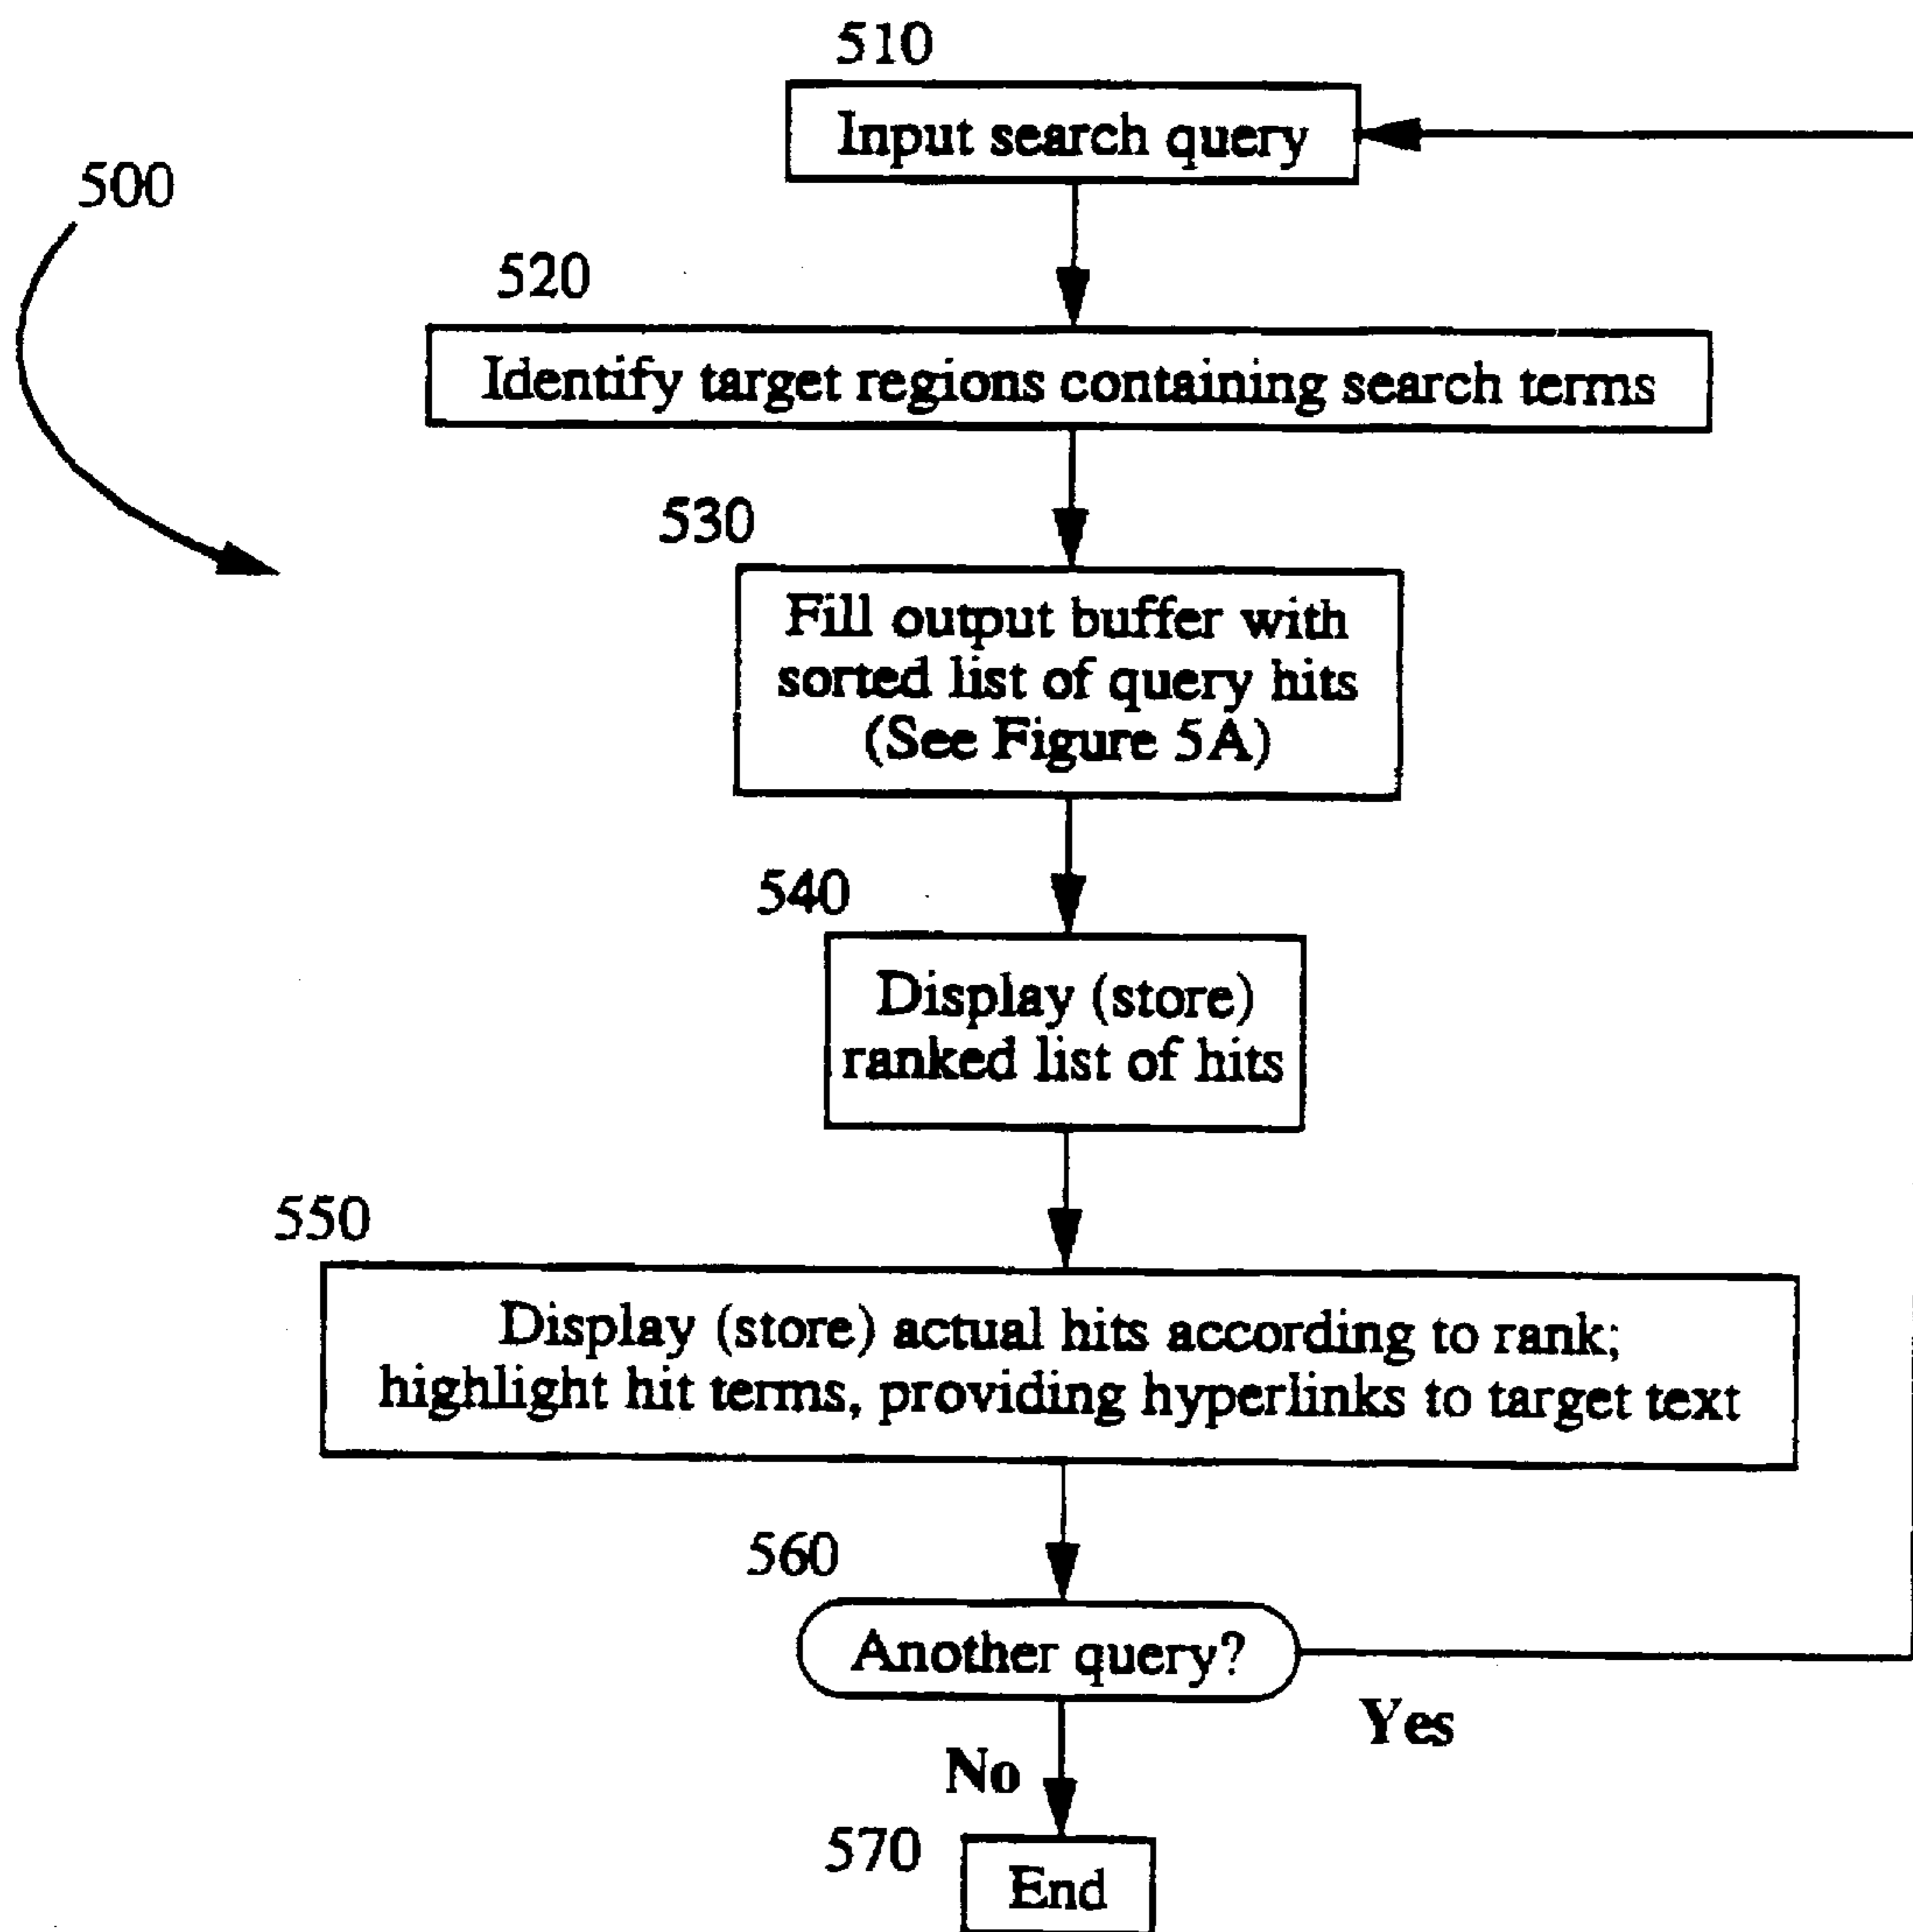 510
Input search query
500
520
Identify target regions containing search terms
530
Fill output buffer with
sorted list of query hits
(See Figure 5A)
540
Display (store)
ranked list of hits
550
Display (store) actual hits according to rank;
highlight hit terms, providing hyperlinks to target text
560
Another query?
Yes
No
570
End